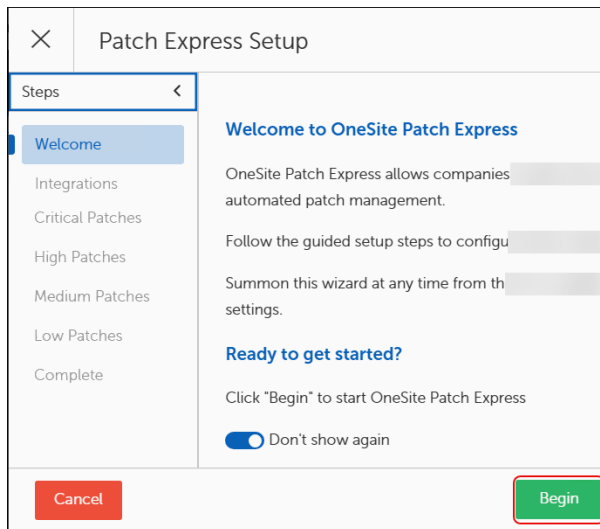 Patch Express Setup
Steps
Welcome
Integrations
Critical Patches
High Patches
Medium Patches
Low Patches
Complete
Welcome to OneSite Patch Express
OneSite Patch Express allows companies
automated patch management.
Follow the guided setup steps to configu
Summon this wizard at any time from th
settings.
Ready to get started?
Click "Begin" to start OneSite Patch Express
Don't show again
Cancel
Begin